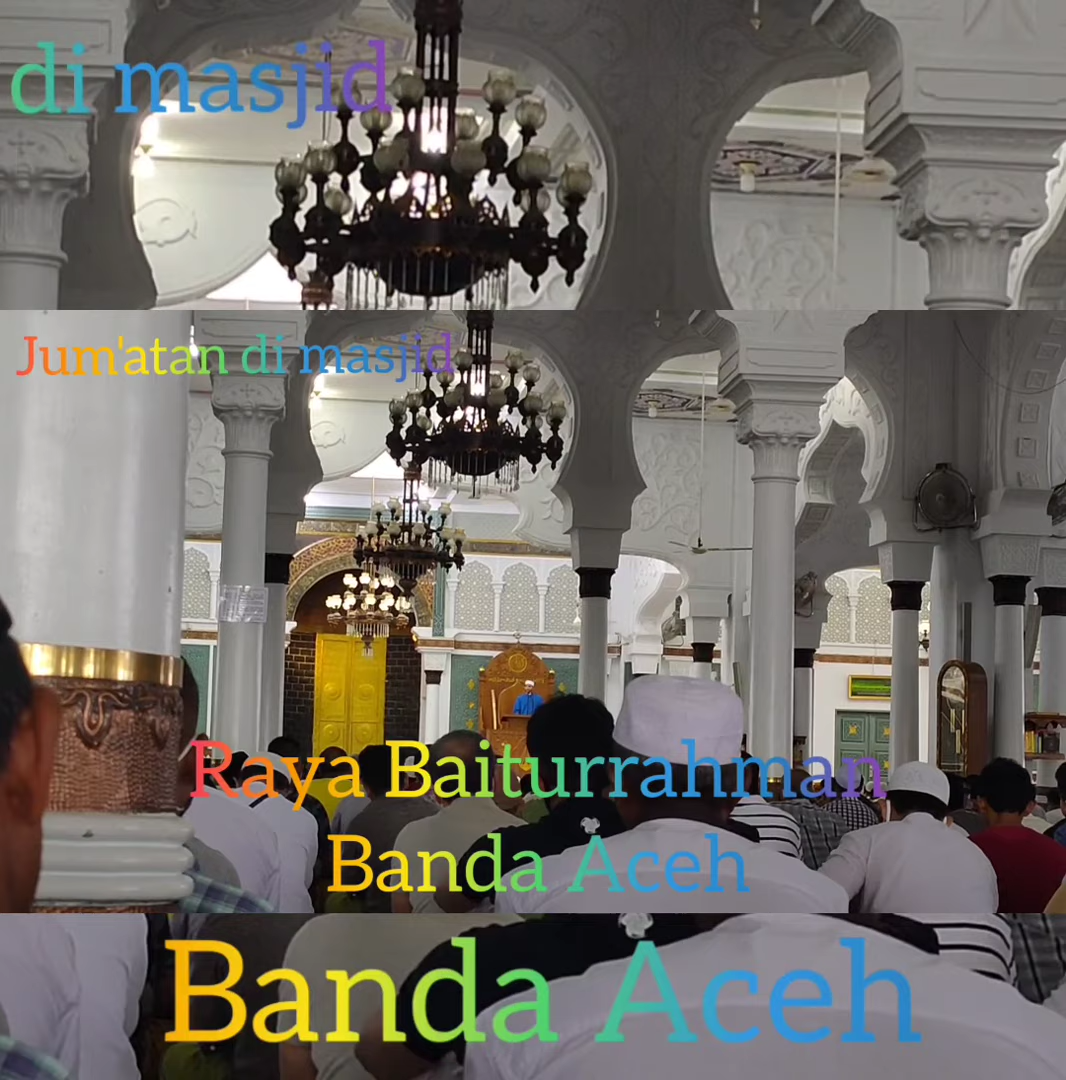 di masjid
Jum'atan di masjid
Raya Baiturrahman
Banda Aceh
Banda Aceh